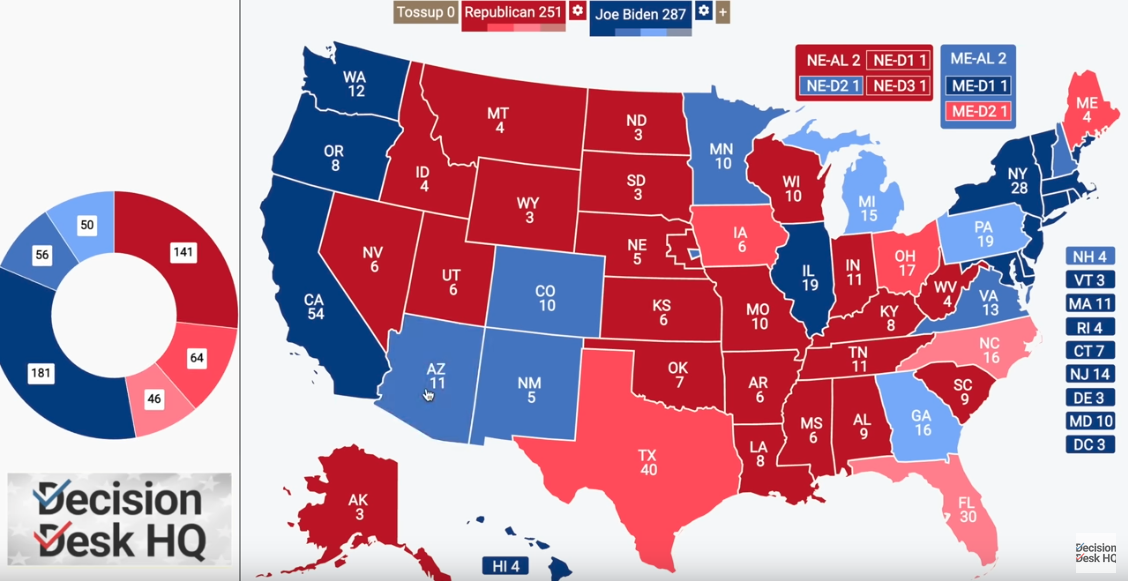 Tossup 0
Republican 251
Joe Biden 287
+
NE-AL 2 NE-D1 1
NE-D2 1 NE-D3 1
ME-AL 2
ME-D1 1
ME-D2 1
WA
12
OR
8
CA
54
NV
6
ID
4
MT
4
WY
3
UT
6
CO
10
AZ
11
NM
5
ND
3
SD
3
NE
5
KS
6
OK
7
TX
40
MN
10
IA
6
MO
10
AR
6
LA
8
WI
10
IL
19
MI
15
IN
11
OH
17
KY
8
TN
11
MS
6
AL
9
GA
16
FL
30
SC
9
NC
16
VA
13
WV
4
PA
19
NY
28
ME
4
NH 4
VT 3
MA 11
RI 4
CT 7
NJ 14
DE 3
MD 10
DC 3
AK
3
HI 4
50
141
56
64
181
46
Decision
Desk HQ
Decision
Desk HQ